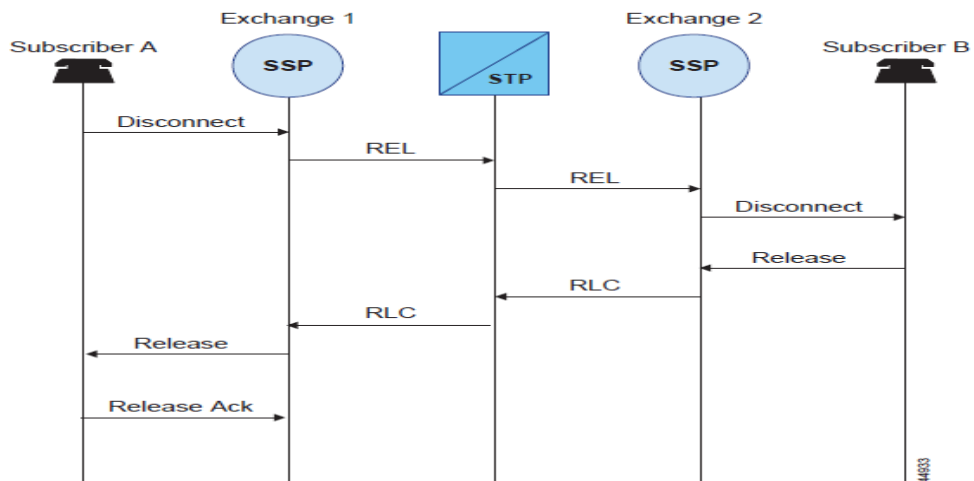 Exchange 1
Exchange 2
Subscriber A
SSP
STP
SSP
Subscriber B
Disconnect
REL
REL
Disconnect
Release
RLC
RLC
Release
Release Ack
44933